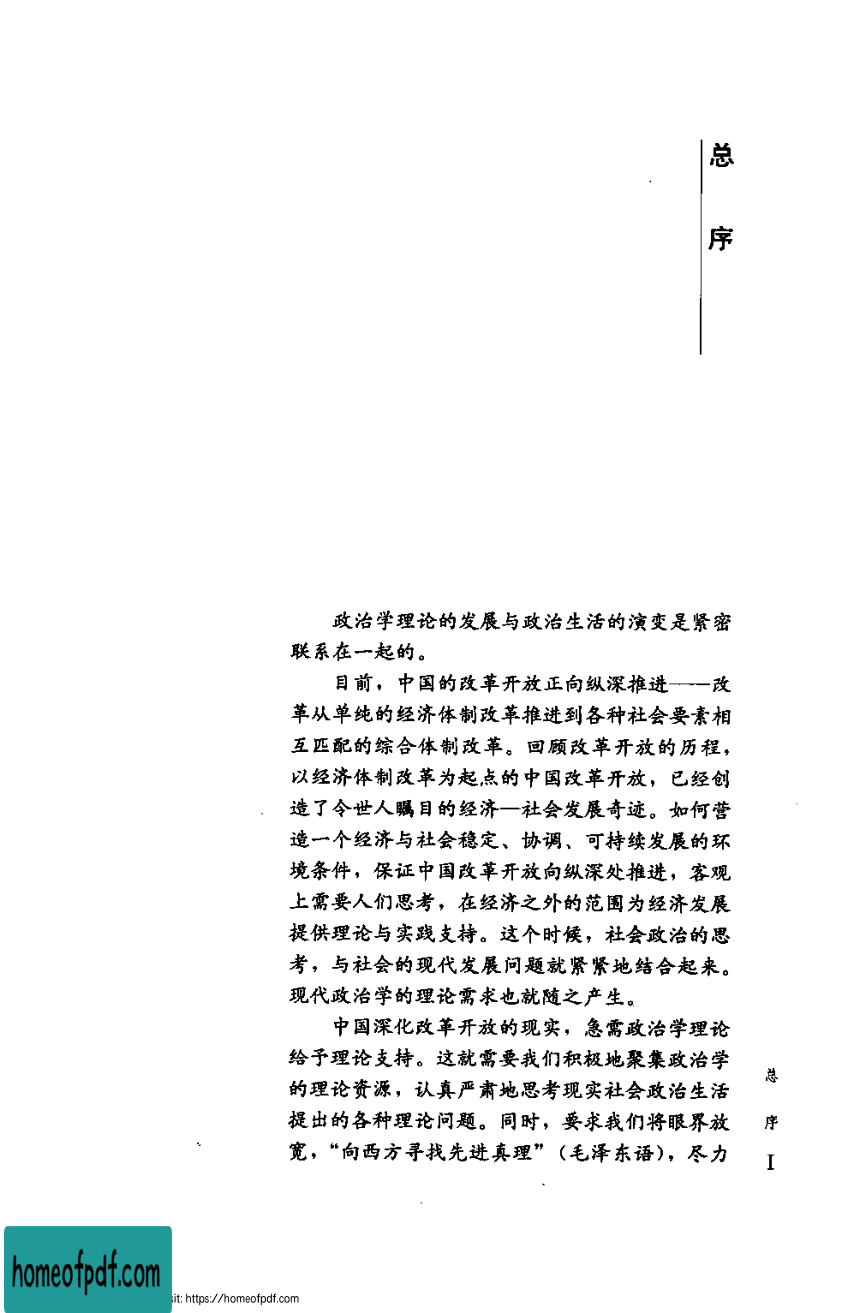 总
序
政治学理论的发展与政治生活的演变是紧密
联系在一起的。
目前，中国的改革开放正向纵深推进——改
革从单纯的经济体制改革推进到各种社会要素相
互匹配的综合体制改革。回顾改革开放的历程，
以经济体制改革为起点的中国改革开放，已经创
造了令世人瞩目的经济—社会发展奇迹。如何营
造一个经济与社会稳定、协调、可持续发展的环
境条件，保证中国改革开放向纵深处推进，客观
上需要人们思考，在经济之外的范围为经济发展
提供理论与实践支持。这个时候，社会政治的思
考，与社会的现代发展问题就紧紧地结合起来。
现代政治学的理论需求也就随之产生。
中国深化改革开放的现实，急需政治学理论
给予理论支持。这就需要我们积极地聚集政治学
的理论资源，认真严肃地思考现实社会政治生活
提出的各种理论问题。同时，要求我们将眼界放
宽，“向西方寻找先进真理”（毛泽东语），尽力
总
序
I
homeofpdf.com
sit: https://homeofpdf.com